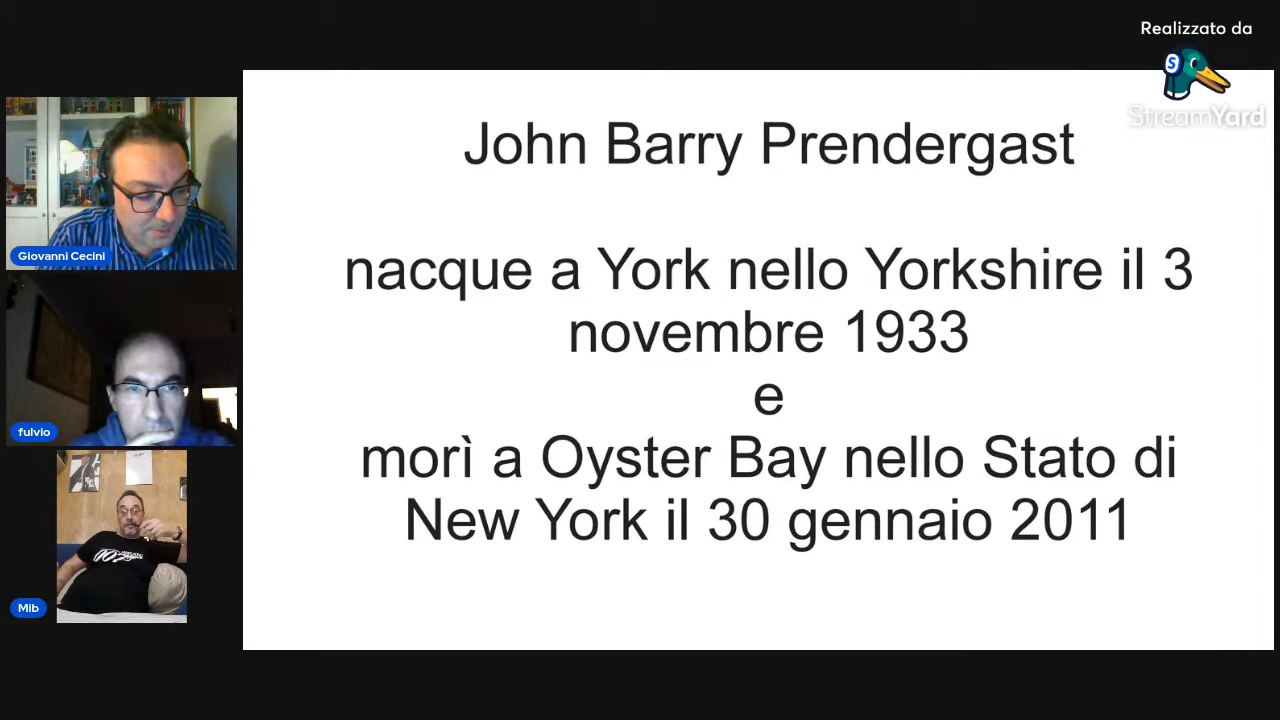 Realizzato da
StreamYard
John Barry Prendergast
nacque a York nello Yorkshire il 3
novembre 1933
e
morì a Oyster Bay nello Stato di
New York il 30 gennaio 2011
Giovanni Cecini
fulvio
Mib